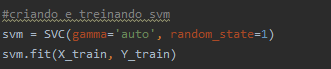 #criando e treinando svm
svm = SVC(gamma='auto', random_state=1)
svm.fit(X_train, Y_train)